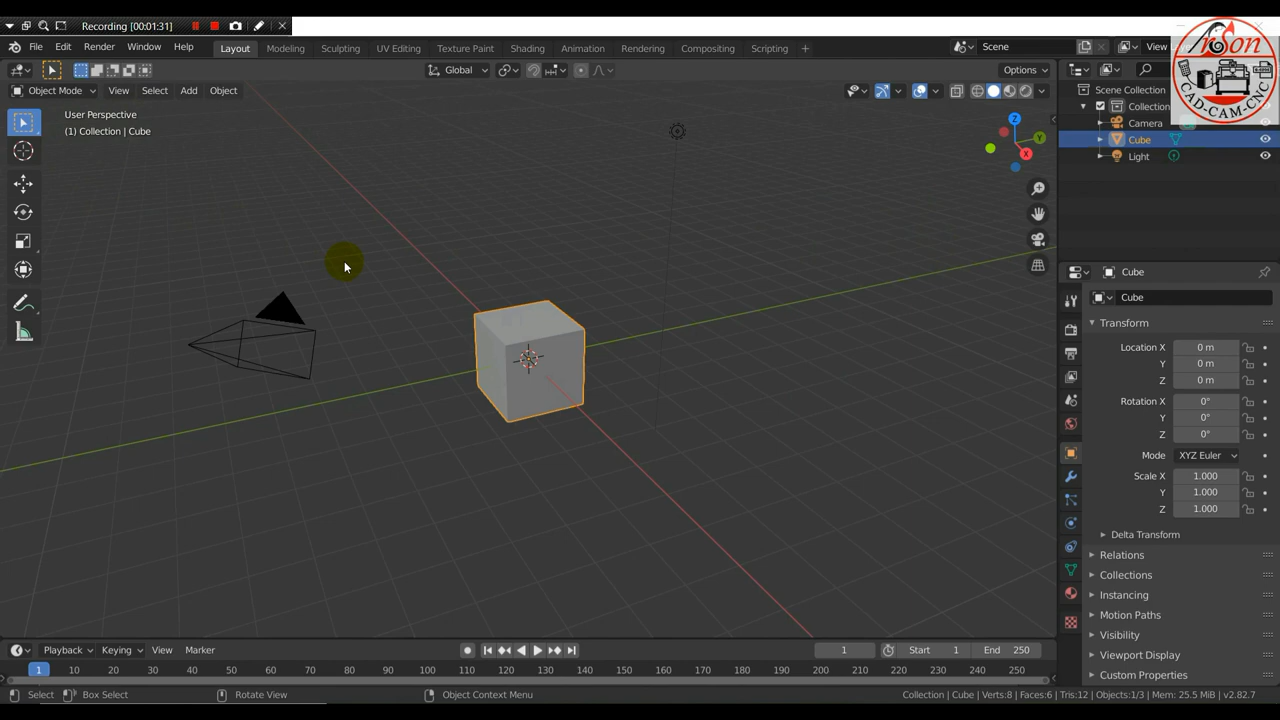 Recording [00:01:31]
File Edit Render Window Help
Layout Modeling Sculpting UV Editing Texture Paint Shading Animation Rendering Compositing Scripting +
Scene
View
Object Mode View Select Add Object
Global
Options
User Perspective
(1) Collection | Cube
Z
Y
X
Scene Collection
Collection
Camera
Cube
Light
Arson
CAD-CAM-CNC
Cube
Cube
Transform
Location X 0 m
Y 0 m
Z 0 m
Rotation X 0°
Y 0°
Z 0°
Mode XYZ Euler
Scale X 1.000
Y 1.000
Z 1.000
Delta Transform
Relations
Collections
Instancing
Motion Paths
Visibility
Viewport Display
Custom Properties
Playback Keying View Marker
1
Start 1
End 250
1 10 20 30 40 50 60 70 80 90 100 110 120 130 140 150 160 170 180 190 200 210 220 230 240 250
Select Box Select Rotate View Object Context Menu
Collection | Cube | Verts:8 | Faces:6 | Tris:12 | Objects:1/3 | Mem: 25.5 MiB | v2.82.7